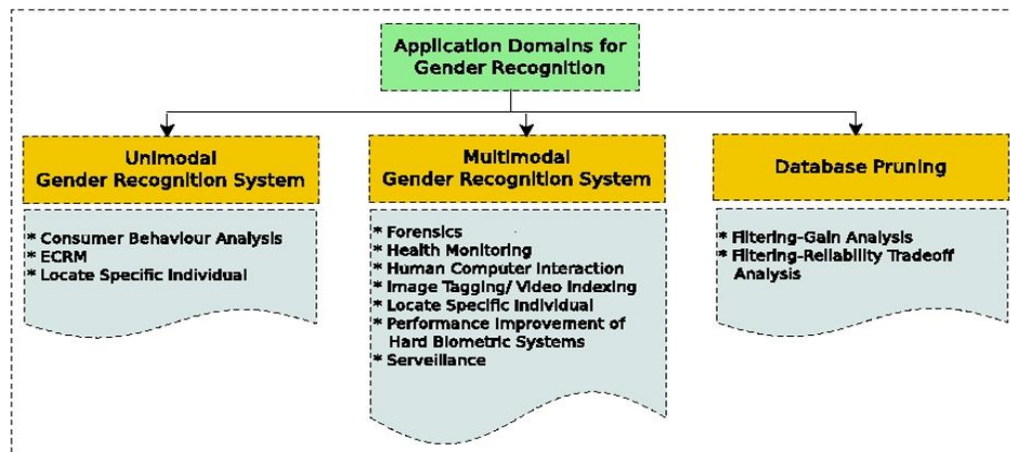 Application Domains for
Gender Recognition
Unimodal
Gender Recognition System
Multimodal
Gender Recognition System
Database Pruning
* Consumer Behaviour Analysis
* ECRM
* Locate Specific Individual
* Forensics
* Health Monitoring
* Human Computer Interaction
* Image Tagging/ Video Indexing
* Locate Specific Individual
* Performance Improvement of
Hard Biometric Systems
* Serveillance
* Filtering-Gain Analysis
* Filtering-Reliability Tradeoff
Analysis